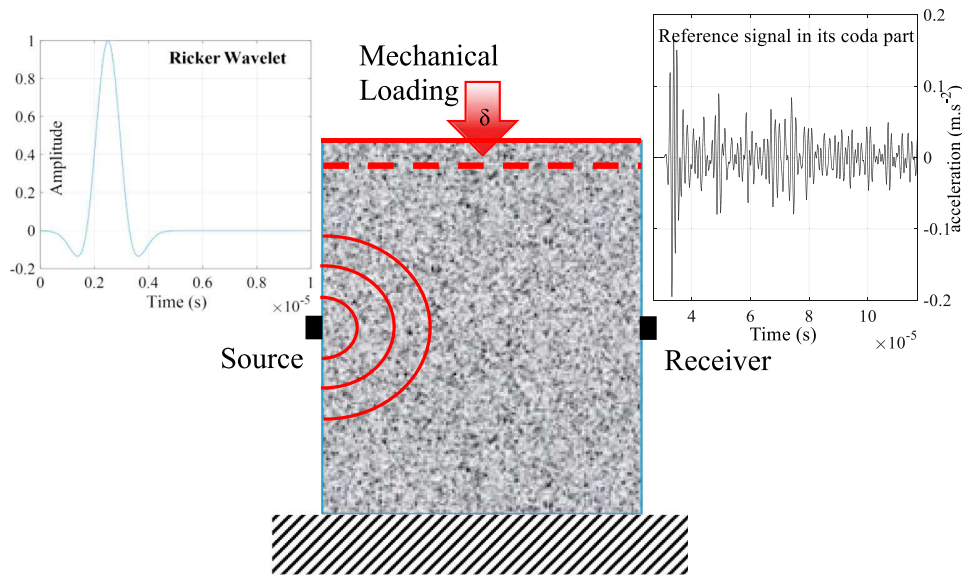 Ricker Wavelet
Amplitude
1
0.8
0.6
0.4
0.2
0
-0.2
0 0.2 0.4 0.6 0.8 1
Time (s)
×10⁻⁵
Mechanical
Loading
δ
Reference signal in its coda part
0.2
0.1
0
-0.1
-0.2
acceleration (m.s⁻²)
4 6 8 10
Time (s)
×10⁻⁵
Source
Receiver